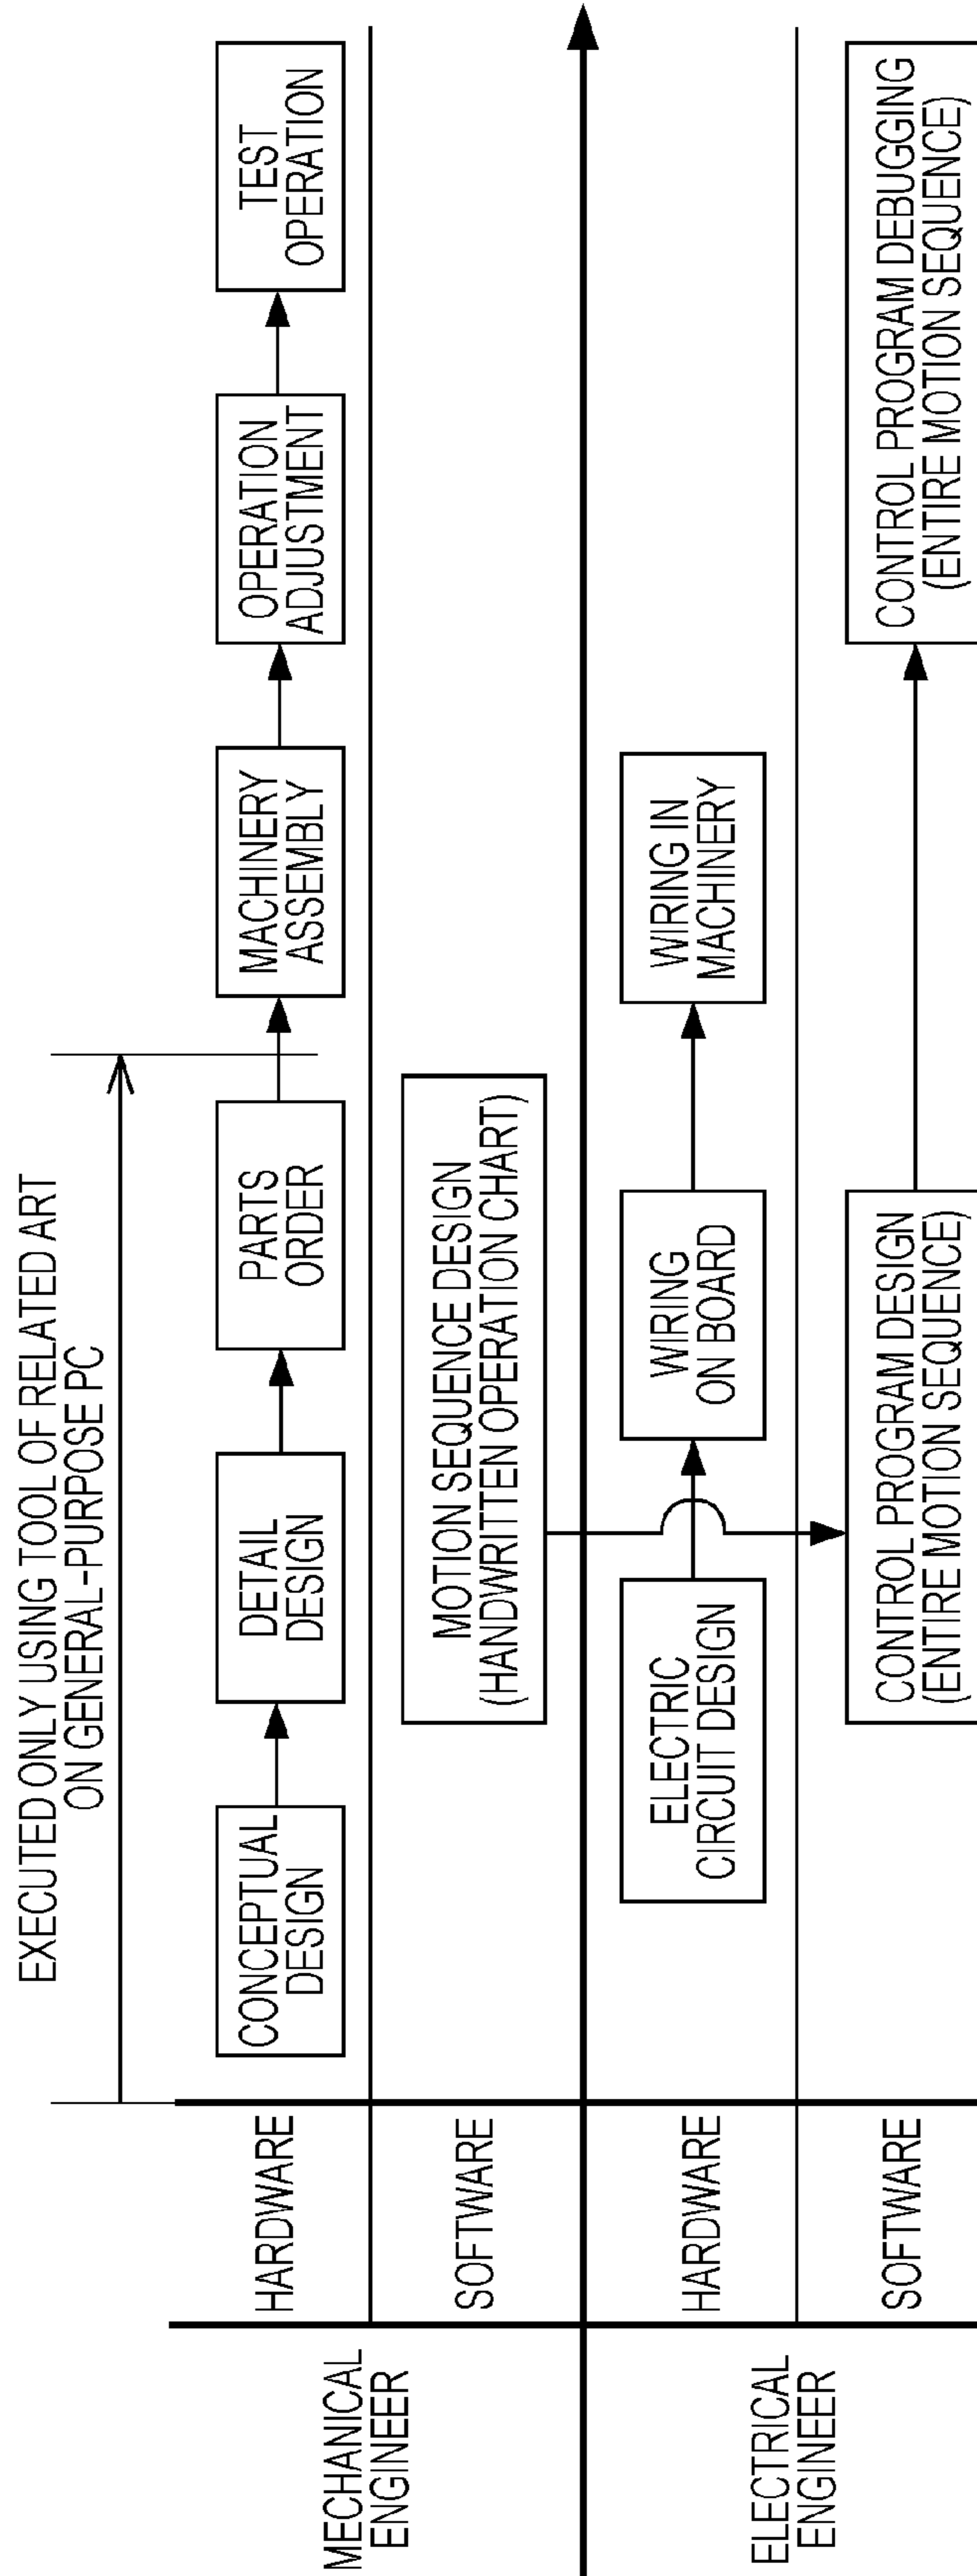 EXECUTED ONLY USING TOOL OF RELATED ART
ON GENERAL-PURPOSE PC
MECHANICAL
ENGINEER
HARDWARE
CONCEPTUAL
DESIGN
DETAIL
DESIGN
PARTS
ORDER
MACHINERY
ASSEMBLY
OPERATION
ADJUSTMENT
TEST
OPERATION
SOFTWARE
MOTION SEQUENCE DESIGN
(HANDWRITTEN OPERATION CHART)
ELECTRICAL
ENGINEER
HARDWARE
ELECTRIC
CIRCUIT DESIGN
WIRING
ON BOARD
WIRING IN
MACHINERY
SOFTWARE
CONTROL PROGRAM DESIGN
(ENTIRE MOTION SEQUENCE)
CONTROL PROGRAM DEBUGGING
(ENTIRE MOTION SEQUENCE)